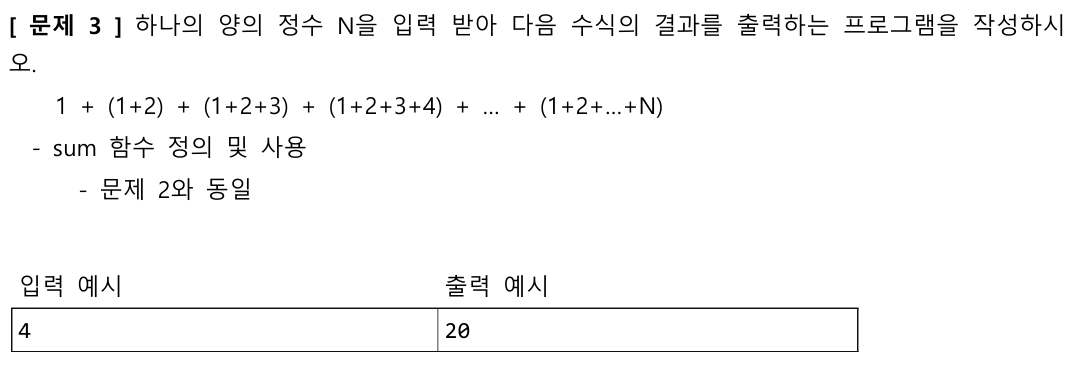 [ 문제 3 ] 하나의 양의 정수 N을 입력 받아 다음 수식의 결과를 출력하는 프로그램을 작성하시
오.
1 + (1+2) + (1+2+3) + (1+2+3+4) + ... + (1+2+...+N)
- sum 함수 정의 및 사용
- 문제 2와 동일
입력 예시 출력 예시
4 20